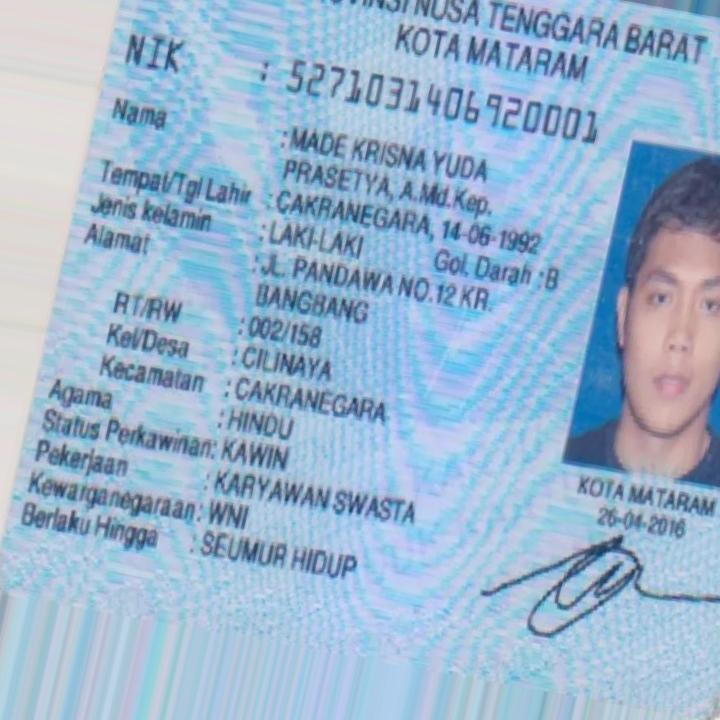 VINSI NUSA TENGGARA BARAT
KOTA MATARAM
NIK : 5271031406920001
Nama : MADE KRISNA YUDA
PRASETYA, A.Md.Kep.
Tempat/Tgl Lahir : CAKRANEGARA, 14-06-1992
Jenis kelamin : LAKI-LAKI Gol. Darah : B
Alamat : JL. PANDAWA NO.12 KR.
BANGBANG
RT/RW : 002/158
Kel/Desa : CILINAYA
Kecamatan : CAKRANEGARA
Agama : HINDU
Status Perkawinan: KAWIN
Pekerjaan : KARYAWAN SWASTA
Kewarganegaraan: WNI
Berlaku Hingga : SEUMUR HIDUP
KOTA MATARAM
26-04-2016